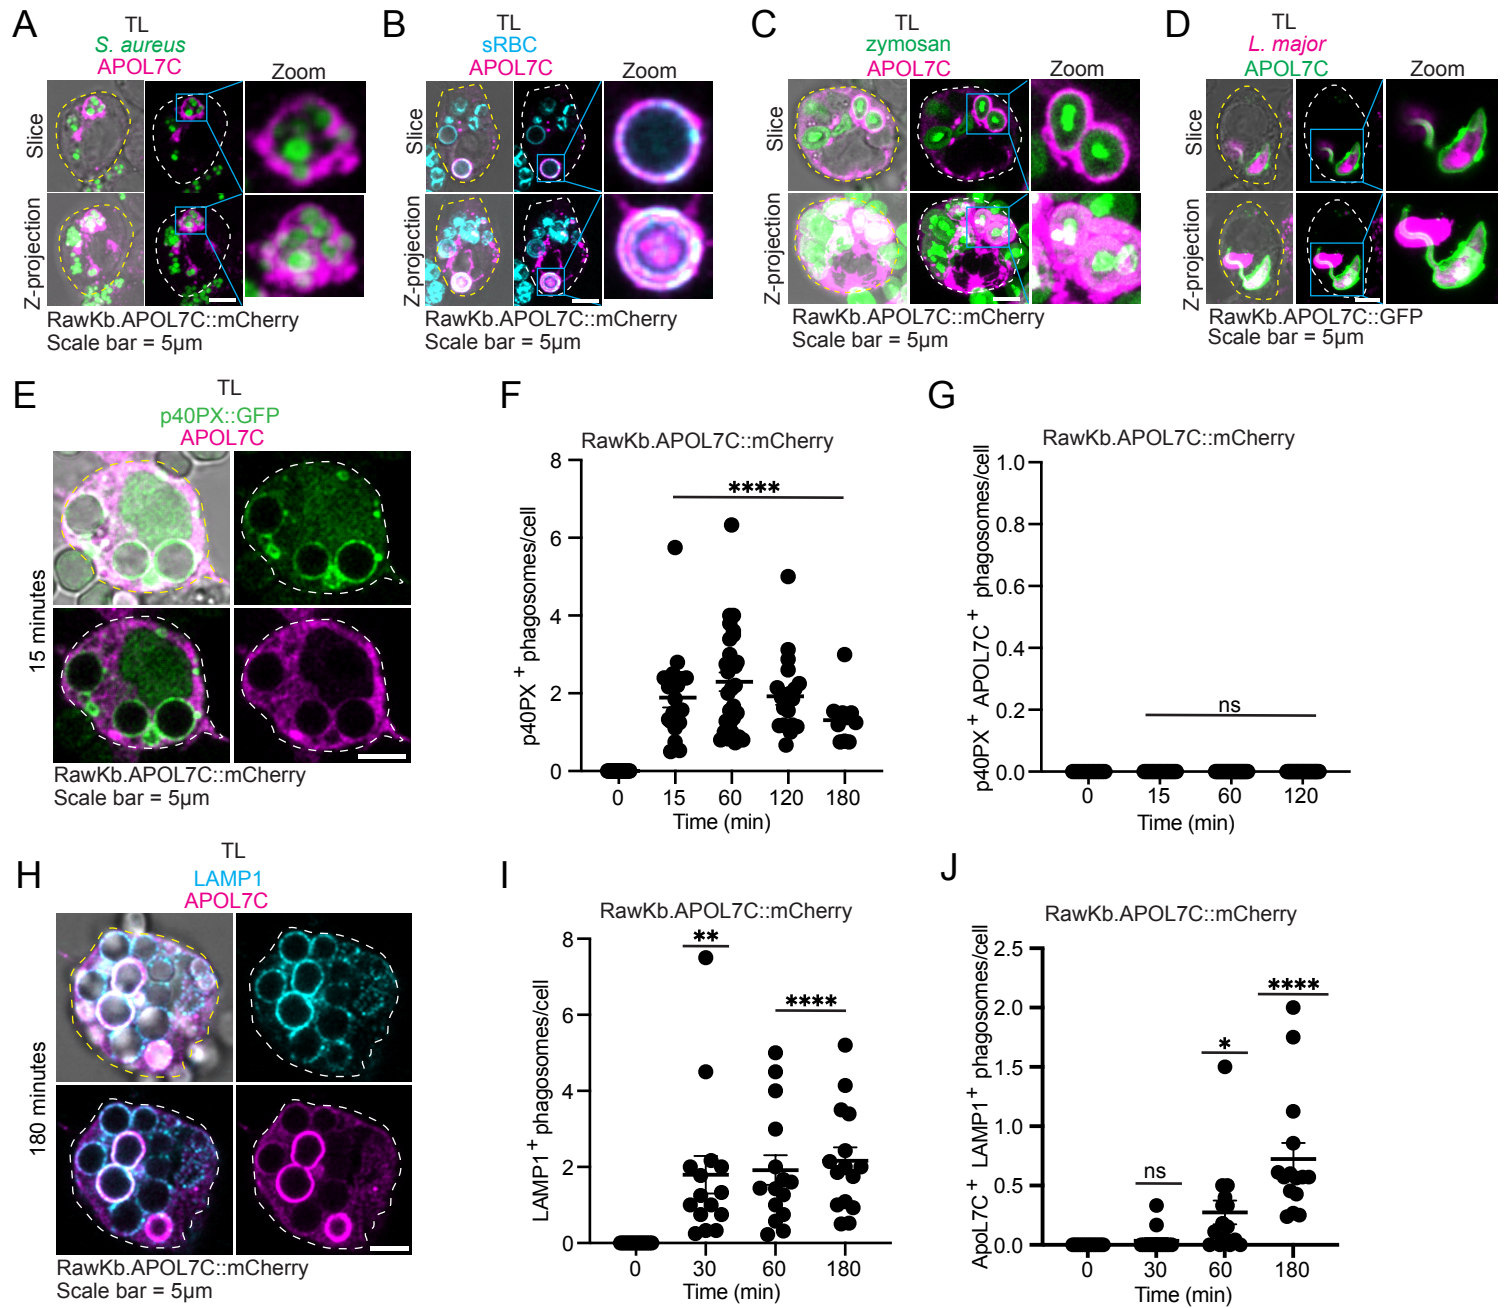 A
TL
S. aureus
APOL7C
Zoom
Slice
Z-projection
RawKb.APOL7C::mCherry
Scale bar = 5µm
B
TL
sRBC
APOL7C
Zoom
Slice
Z-projection
RawKb.APOL7C::mCherry
Scale bar = 5µm
C
TL
zymosan
APOL7C
Zoom
Slice
Z-projection
RawKb.APOL7C::mCherry
Scale bar = 5µm
D
TL
L. major
APOL7C
Zoom
Slice
Z-projection
RawKb.APOL7C::GFP
Scale bar = 5µm
E
TL
p40PX::GFP
APOL7C
15 minutes
RawKb.APOL7C::mCherry
Scale bar = 5µm
F
RawKb.APOL7C::mCherry
p40PX⁺ phagosomes/cell
8
6
4
2
0
****
0 15 60 120 180
Time (min)
G
RawKb.APOL7C::mCherry
p40PX⁺ APOL7C⁺ phagosomes/cell
1.0
0.8
0.6
0.4
0.2
0.0
ns
0 15 60 120
Time (min)
H
TL
LAMP1
APOL7C
180 minutes
RawKb.APOL7C::mCherry
Scale bar = 5µm
I
RawKb.APOL7C::mCherry
LAMP1⁺ phagosomes/cell
8
6
4
2
0
**
****
0 30 60 180
Time (min)
J
RawKb.APOL7C::mCherry
ApoL7C⁺ LAMP1⁺ phagosomes/cell
2.5
2.0
1.5
1.0
0.5
0.0
ns
*
****
0 30 60 180
Time (min)